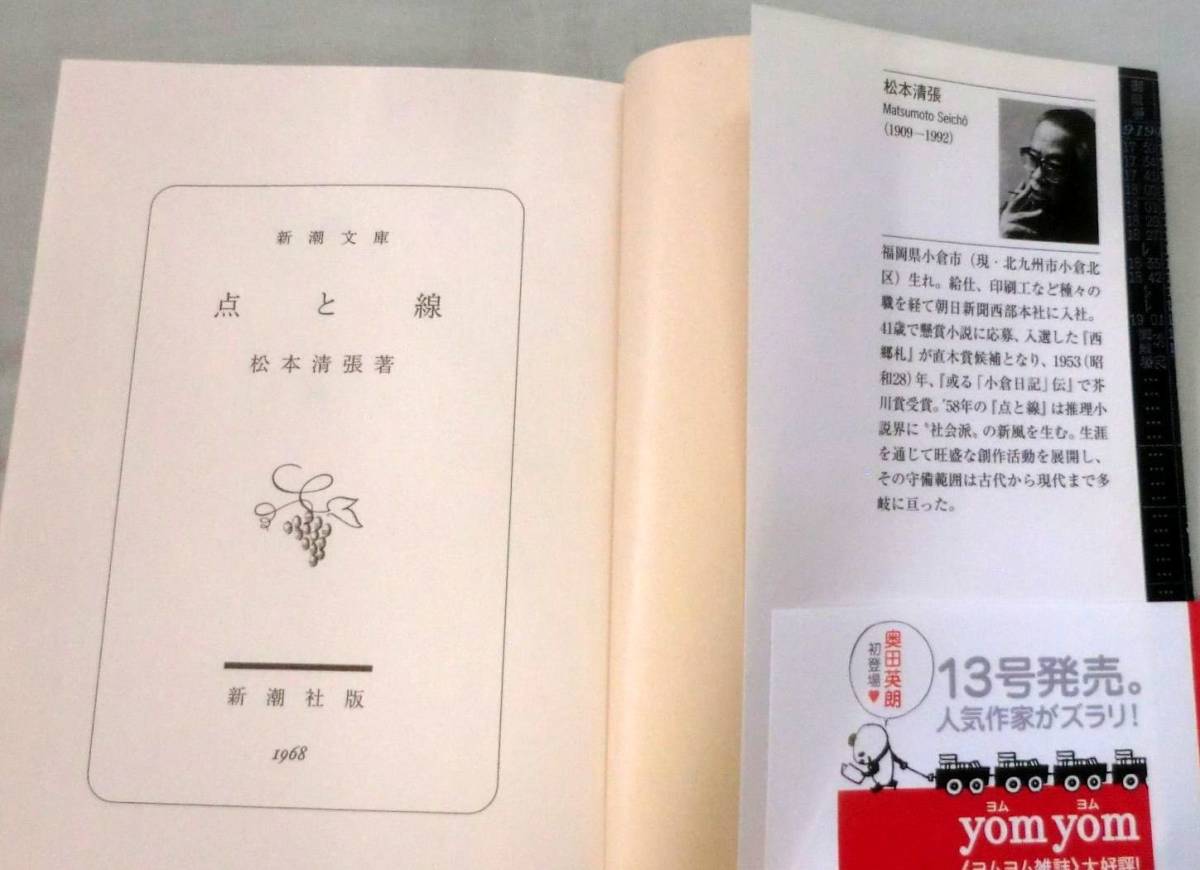 新潮文庫
点と線
松本清張著
新潮社版
1968
松本清張
Matsumoto Seichô
(1909―1992)
福岡県小倉市(現・北九州市小倉北
区)生れ。給仕、印刷工など種々の
職を経て朝日新聞西部本社に入社。
41歳で懸賞小説に応募、入選した『西
郷札』が直木賞候補となり、1953(昭
和28)年、『或る「小倉日記」伝』で芥
川賞受賞。'58年の『点と線』は推理小
説界に〝社会派〟の新風を生む。生涯
を通じて旺盛な創作活動を展開し、
その守備範囲は古代から現代まで多
岐に亘った。
奥田英朗
初登場♥
13号発売。
人気作家がズラリ!
ヨム ヨム
yom yom
《ヨムヨム雑誌》大好評!